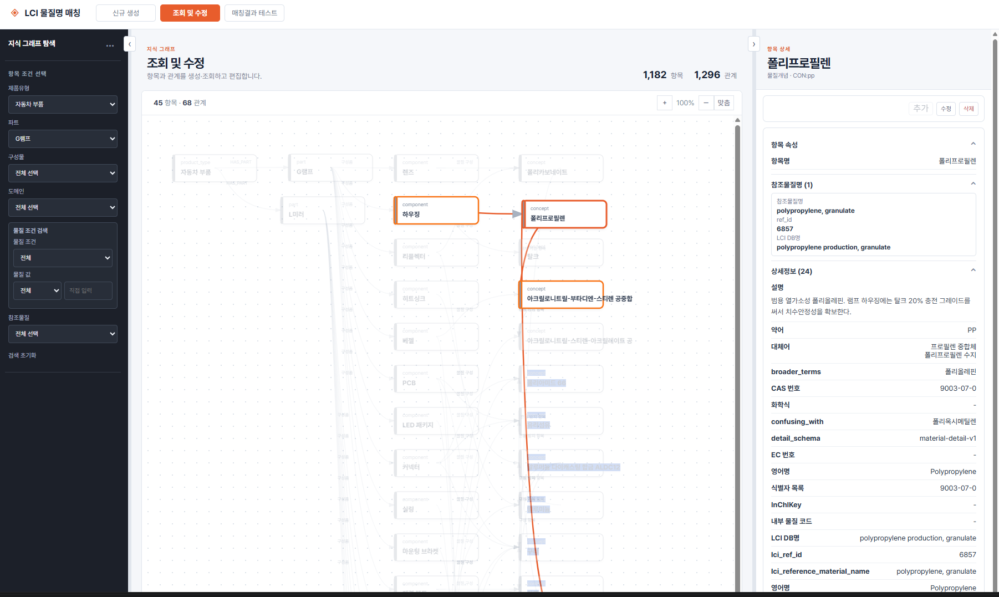 LCI 물질명 매칭
신규 생성
조회 및 수정
매칭결과 테스트
지식 그래프 탐색
...
항목 조건 선택
제품유형
자동차 부품
파트
G램프
구성물
전체 선택
도메인
전체 선택
물질 조건 검색
물질 조건
전체
물질 값
전체
직접 입력
참조물질
전체 선택
검색 초기화
지식 그래프
조회 및 수정
항목과 관계를 생성·조회하고 편집합니다.
1,182 항목
1,296 관계
45 항목 · 68 관계
+
100%
−
맞춤
product_type
HAS_PART
자동차 부품
HAS_PART
part
구성품
G램프
part
L미러
component
렌즈
concept
폴리카보네이트
component
하우징
concept
폴리프로필렌
component
리플렉터
탈크
component
히트싱크
concept
아크릴로니트릴-부타디엔-스티렌 공중합
component
베젤
concept
아크릴로니트릴-스티렌-아크릴레이트 공
component
PCB
폴리아미드 66
component
LED 패키지
component
커넥터
component
실링
component
마운팅 브라켓
component
항목 상세
폴리프로필렌
물질개념 · CON:pp
추가
수정
삭제
항목 속성
항목명
폴리프로필렌
참조물질명 (1)
참조물질명
polypropylene, granulate
ref_id
6857
LCI DB명
polypropylene production, granulate
상세정보 (24)
설명
범용 열가소성 폴리올레핀. 램프 하우징에는 탈크 20% 충전 그레이드를
써서 치수안정성을 확보한다.
약어
PP
대체어
프로필렌 중합체
폴리프로필렌 수지
broader_terms
폴리올레핀
CAS 번호
9003-07-0
화학식
-
confusing_with
폴리옥시메틸렌
detail_schema
material-detail-v1
EC 번호
-
영어명
Polypropylene
식별자 목록
9003-07-0
InChIKey
-
내부 물질 코드
-
LCI DB명
polypropylene production, granulate
lci_ref_id
6857
lci_reference_material_name
polypropylene, granulate
영어명
Polypropylene